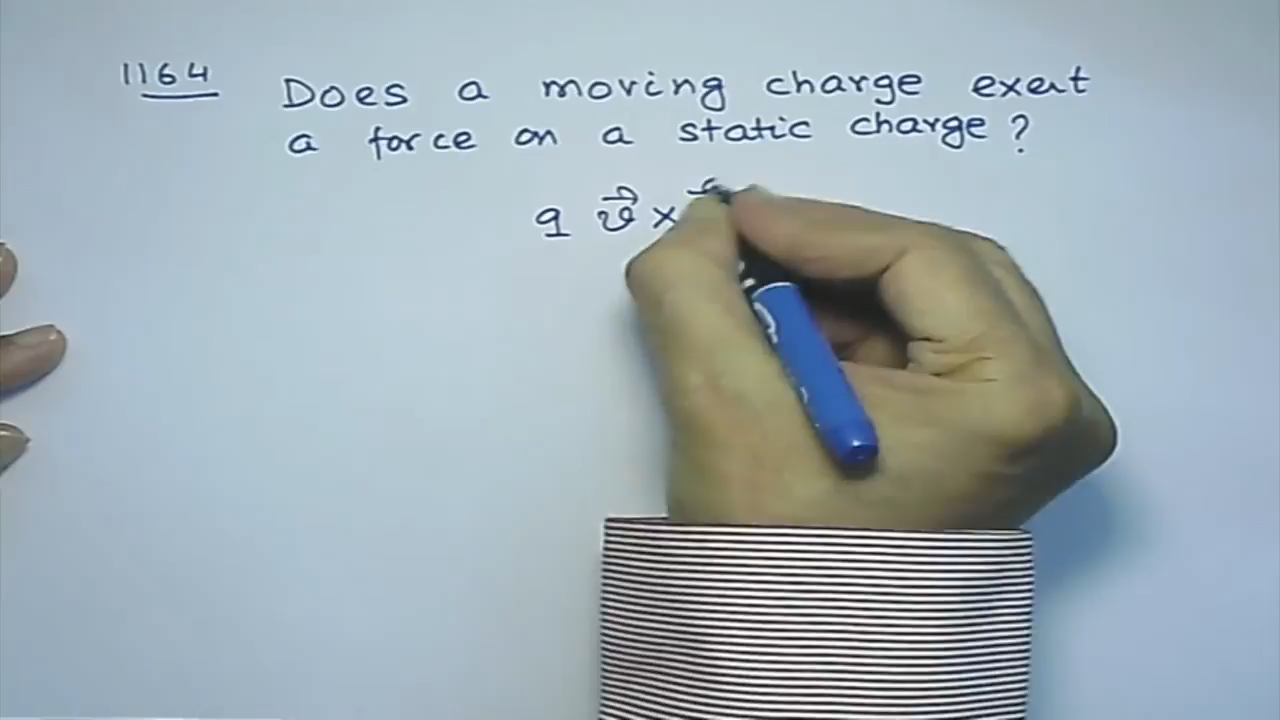 1164 Does a moving charge exert
a force on a static charge?
q v⃗ ×